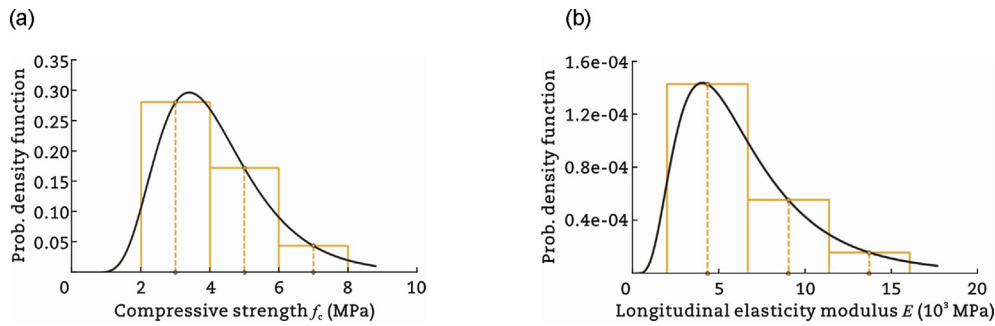 (a)
Prob. density function
0.35
0.30
0.25
0.20
0.15
0.10
0.05
0 2 4 6 8 10
Compressive strength fc (MPa)
(b)
Prob. density function
1.6e-04
1.2e-04
0.8e-04
0.4e-04
0 5 10 15 20
Longitudinal elasticity modulus E (10³ MPa)